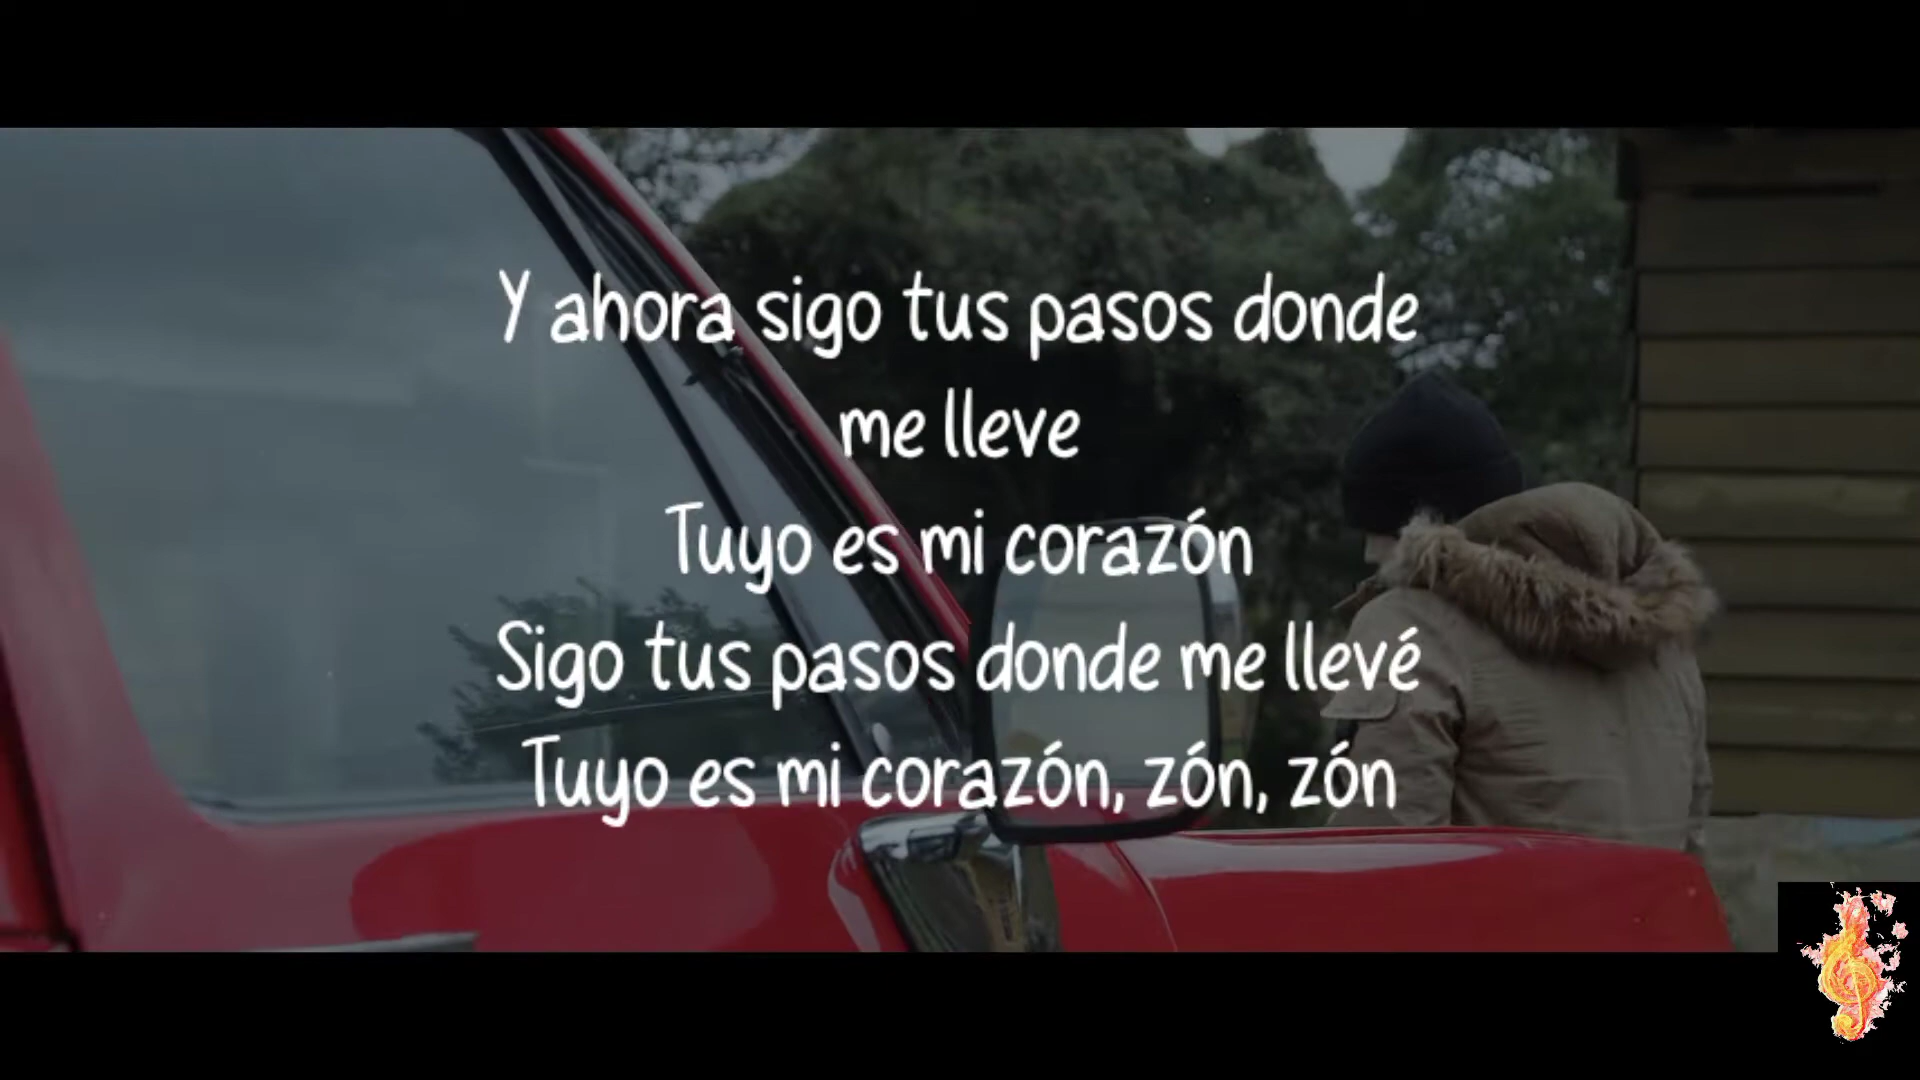 Y ahora sigo tus pasos donde
me lleve
Tuyo es mi corazón
Sigo tus pasos donde me llevé
Tuyo es mi corazón, zón, zón